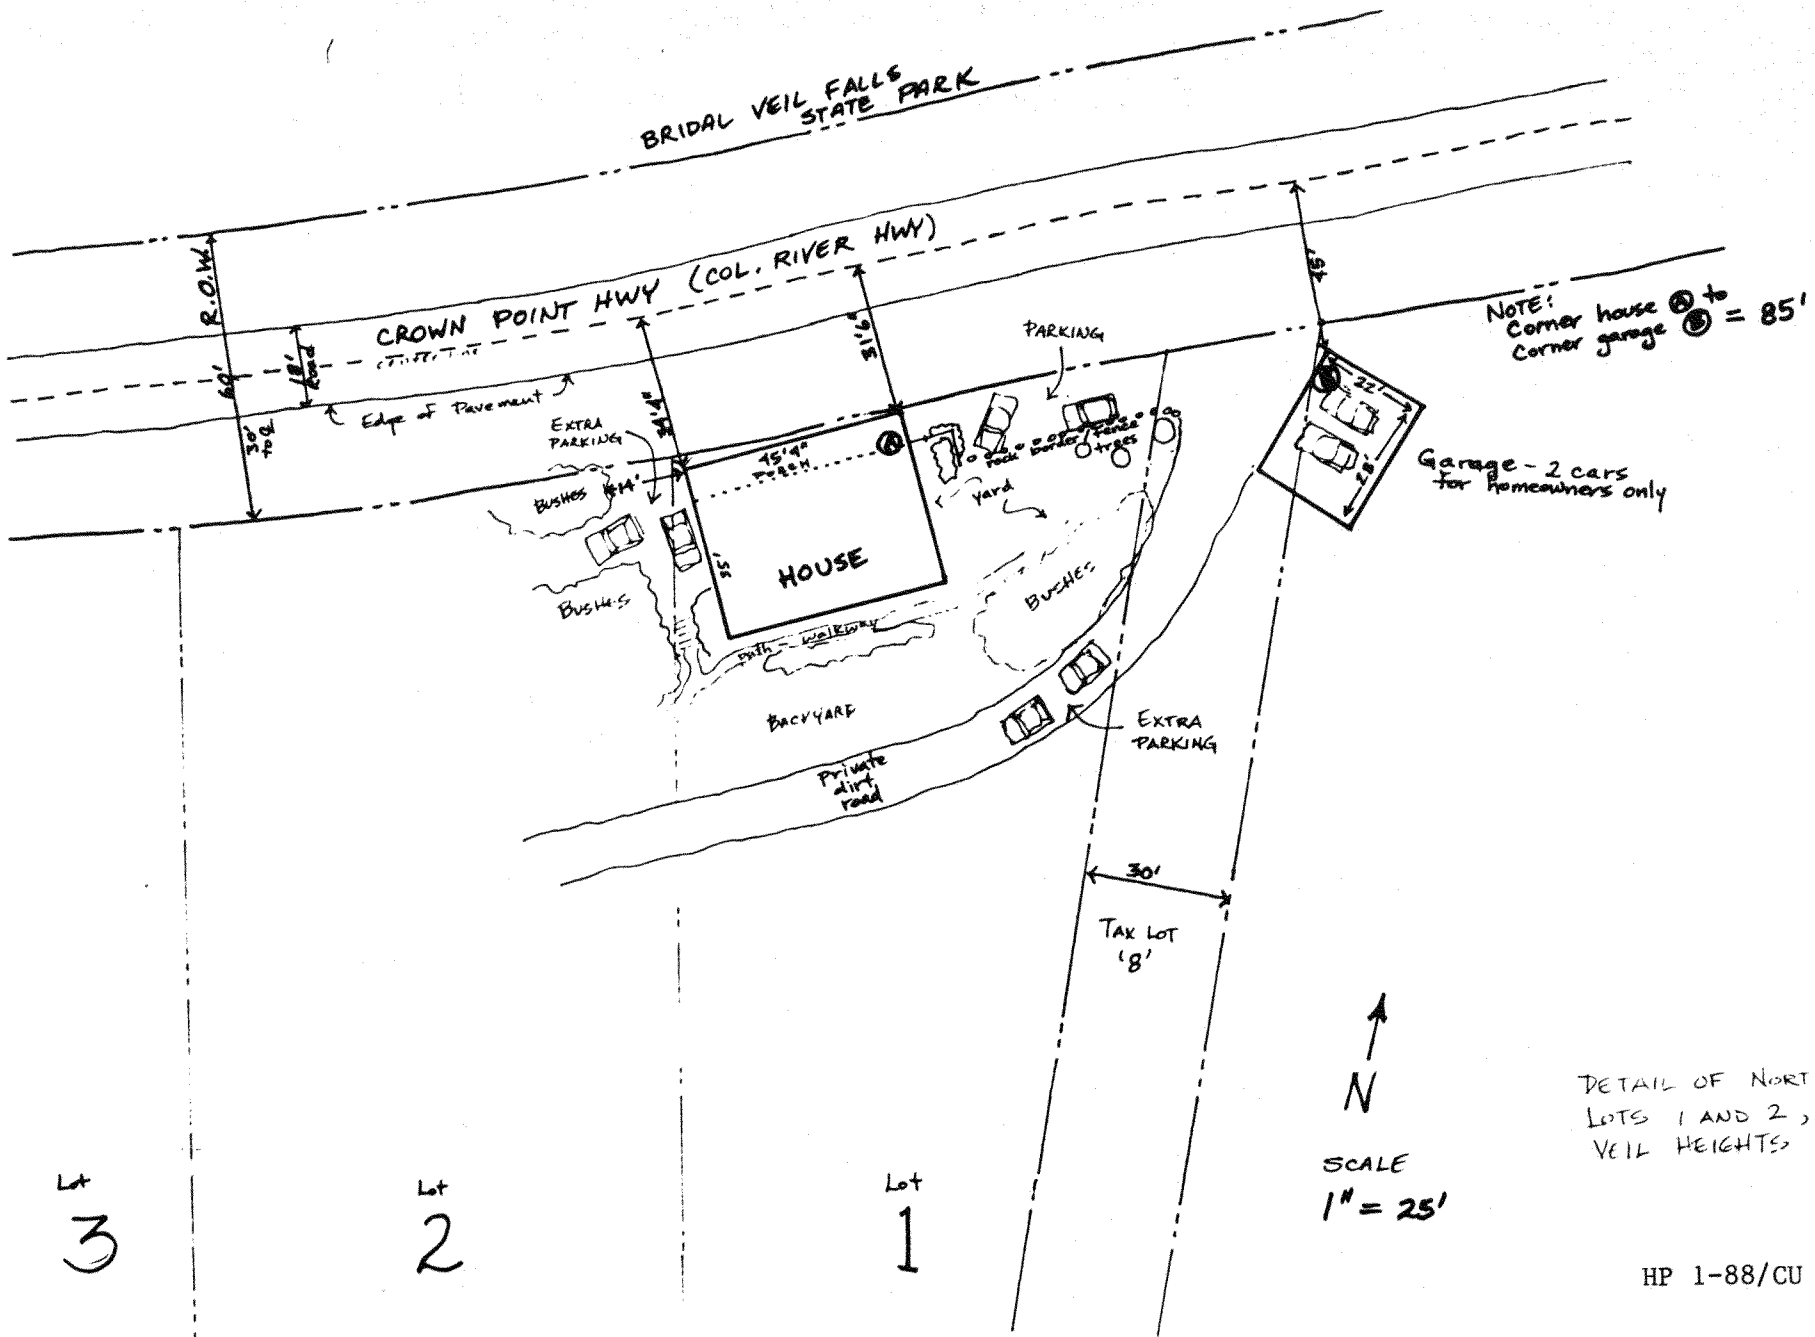 BRIDAL VEIL FALLS
STATE PARK
R.O.W.
60'
18'
Road
30'
to ℄
CROWN POINT HWY (COL. RIVER HWY)
Edge of Pavement
EXTRA
PARKING
34'4"
31'6"
45'
PARKING
NOTE:
Corner house Ⓐ to
Corner garage Ⓑ = 85'
A
B
22'
28'
Garage - 2 cars
for homeowners only
45'4"
PORCH
rock border / fence
trees
yard
BUSHES
14'
35'
HOUSE
BUSHES
BUSHES
path - walkway
BACKYARD
EXTRA
PARKING
Private
dirt
road
30'
TAX LOT
'8'
N
SCALE
1" = 25'
DETAIL OF NORT
LOTS 1 AND 2,
VEIL HEIGHTS
Lot
3
Lot
2
Lot
1
HP 1-88/CU